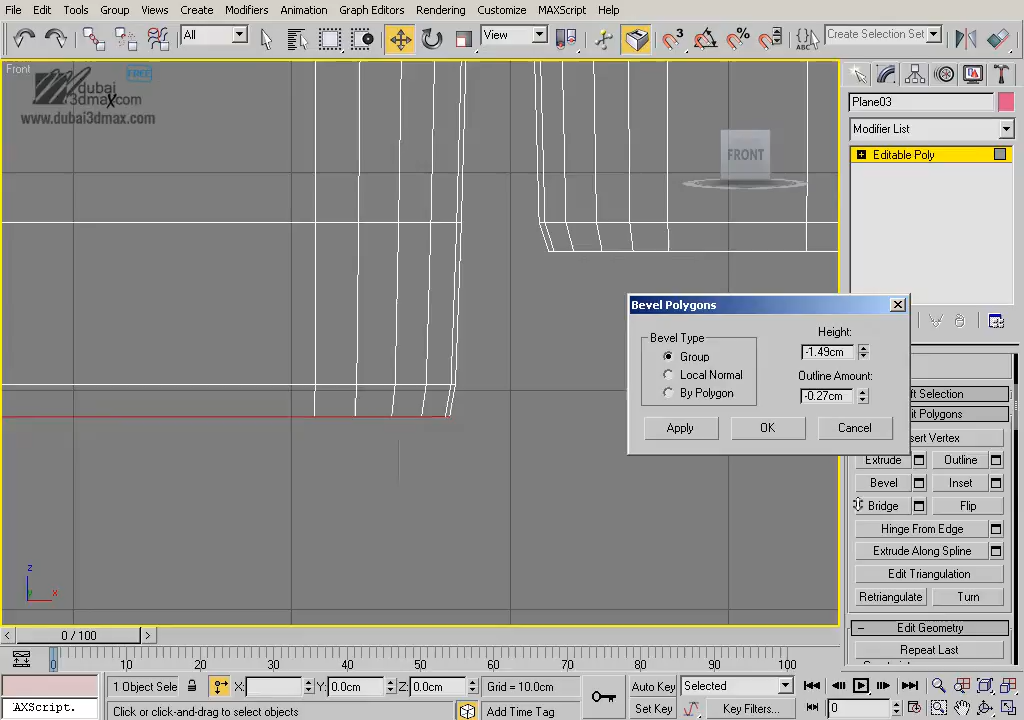 File Edit Tools Group Views Create Modifiers Animation Graph Editors Rendering Customize MAXScript Help
All
View
3
%
ABC
Create Selection Set
Front
FREE
dubai
3dmax.com
www.dubai3dmax.com
FRONT
Plane03
Modifier List
Editable Poly
Bevel Polygons
Bevel Type
Group
Local Normal
By Polygon
Height:
-1.49cm
Outline Amount:
-0.27cm
Apply OK Cancel
ft Selection
it Polygons
sert Vertex
Extrude Outline
Bevel Inset
Bridge Flip
Hinge From Edge
Extrude Along Spline
Edit Triangulation
Retriangulate Turn
Edit Geometry
Repeat Last
z
y x
0 / 100
0 10 20 30 40 50 60 70 80 90 100
1 Object Sele X: Y: 0.0cm Z: 0.0cm Grid = 10.0cm Auto Key Selected
AXScript. Click or click-and-drag to select objects Add Time Tag Set Key Key Filters... 0